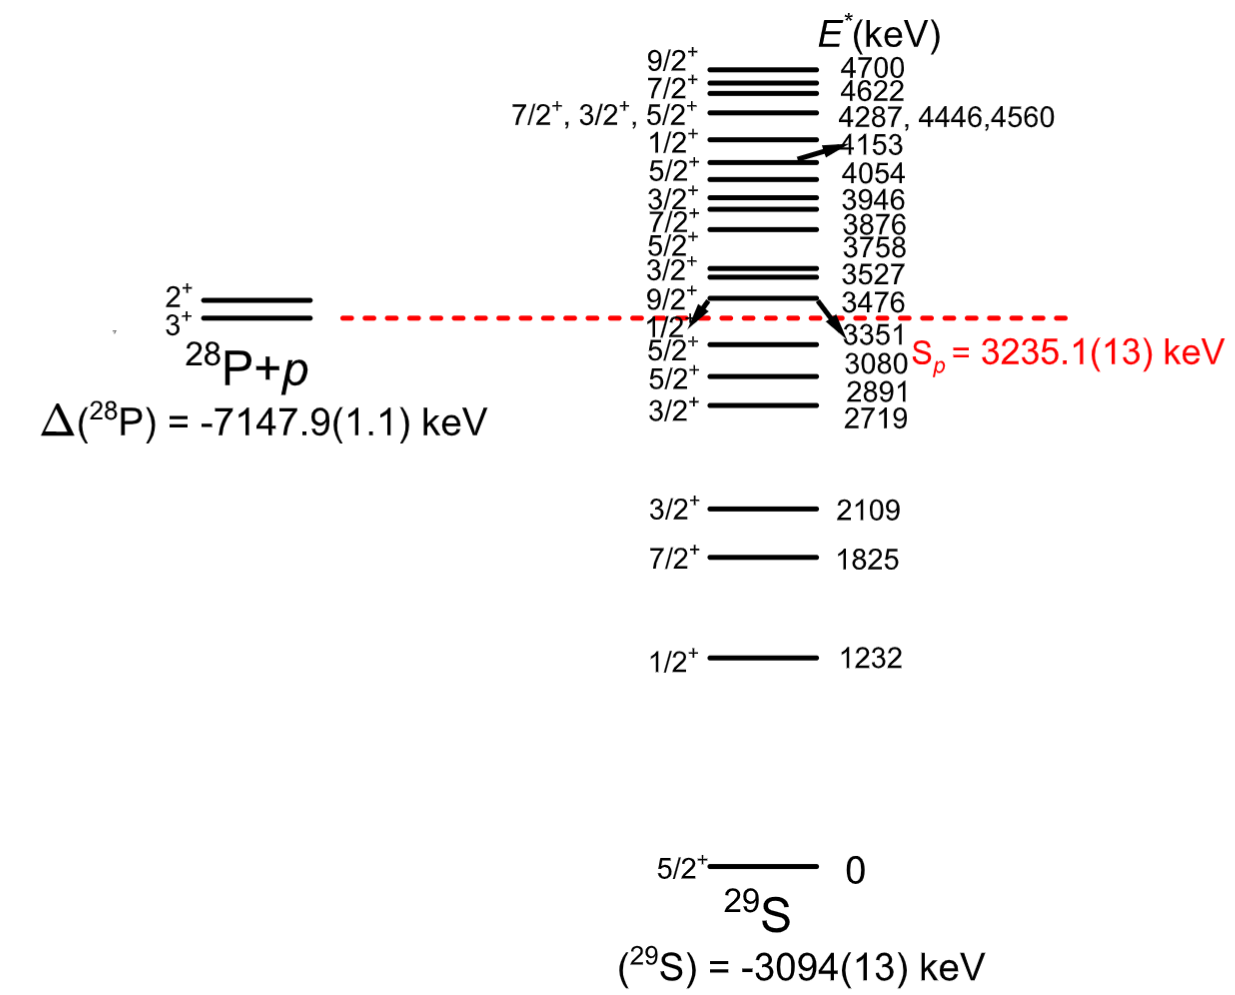 E*(keV)
9/2⁺ 4700
7/2⁺ 4622
7/2⁺, 3/2⁺, 5/2⁺ 4287, 4446,4560
1/2⁺ 4153
5/2⁺ 4054
3/2⁺ 3946
7/2⁺ 3876
5/2⁺ 3758
3/2⁺ 3527
9/2⁺ 3476
1/2⁺ 3351
5/2⁺ 3080
5/2⁺ 2891
3/2⁺ 2719
2⁺
3⁺
²⁸P+p
Δ(²⁸P) = -7147.9(1.1) keV
Sₚ = 3235.1(13) keV
3/2⁺ 2109
7/2⁺ 1825
1/2⁺ 1232
5/2⁺ 0
²⁹S
(²⁹S) = -3094(13) keV